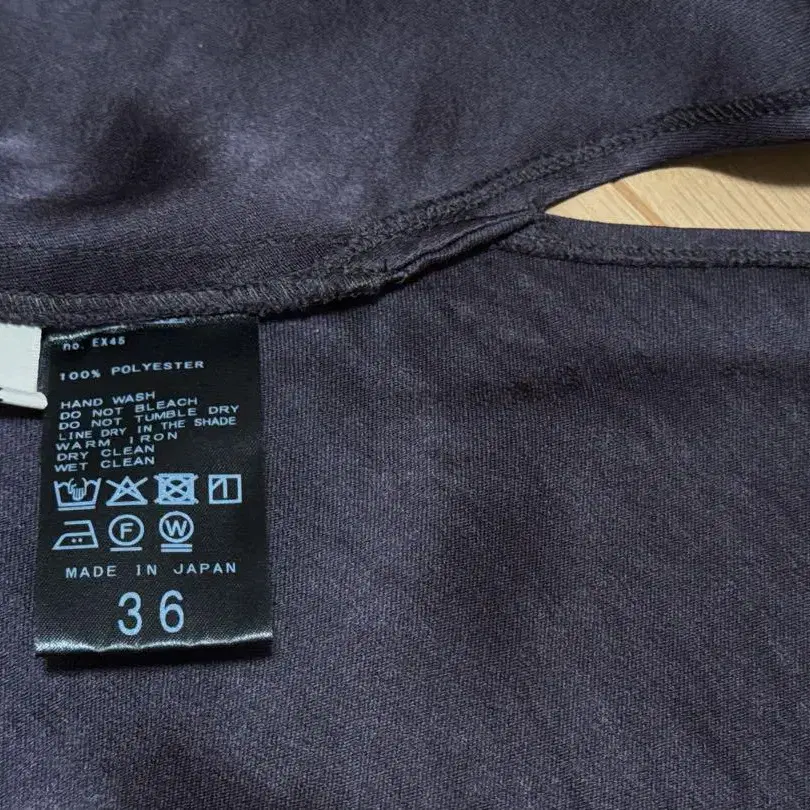 no. EX45
100% POLYESTER
HAND WASH
DO NOT BLEACH
DO NOT TUMBLE DRY
LINE DRY IN THE SHADE
WARM IRON
DRY CLEAN
WET CLEAN
F W
MADE IN JAPAN
36